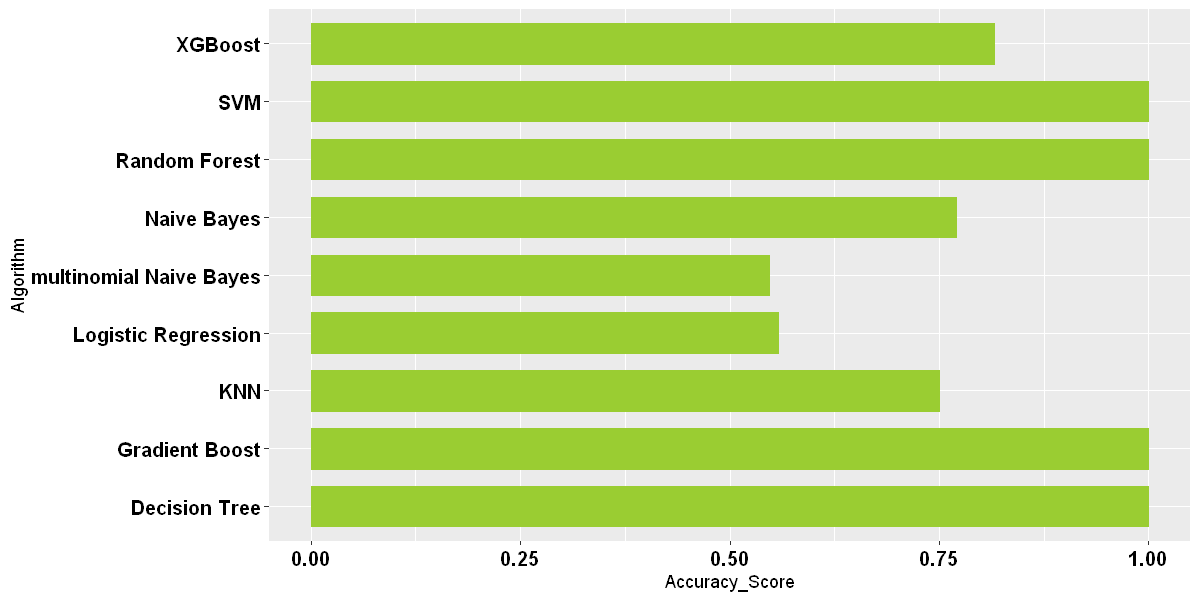 XGBoost
SVM
Random Forest
Naive Bayes
multinomial Naive Bayes
Logistic Regression
KNN
Gradient Boost
Decision Tree
Algorithm
0.00 0.25 0.50 0.75 1.00
Accuracy_Score